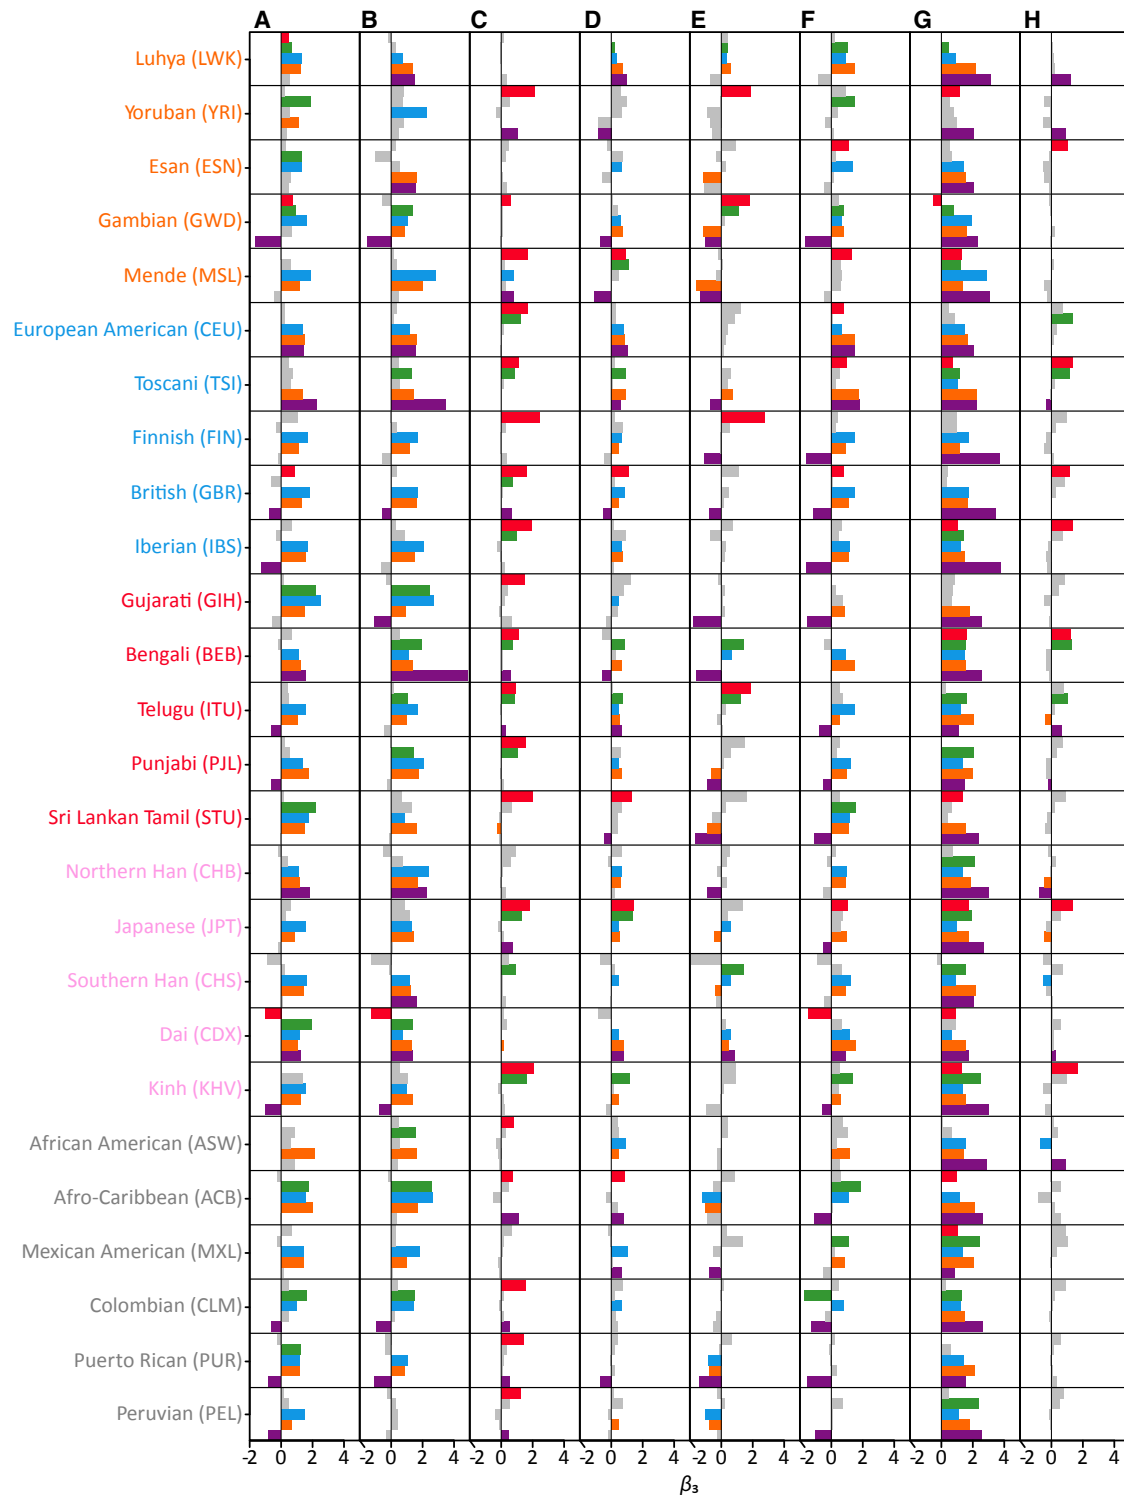 A B C D E F G H
Luhya (LWK)
Yoruban (YRI)
Esan (ESN)
Gambian (GWD)
Mende (MSL)
European American (CEU)
Toscani (TSI)
Finnish (FIN)
British (GBR)
Iberian (IBS)
Gujarati (GIH)
Bengali (BEB)
Telugu (ITU)
Punjabi (PJL)
Sri Lankan Tamil (STU)
Northern Han (CHB)
Japanese (JPT)
Southern Han (CHS)
Dai (CDX)
Kinh (KHV)
African American (ASW)
Afro-Caribbean (ACB)
Mexican American (MXL)
Colombian (CLM)
Puerto Rican (PUR)
Peruvian (PEL)
-2 0 2 4 -2 0 2 4 -2 0 2 4 -2 0 2 4 -2 0 2 4 -2 0 2 4 -2 0 2 4 -2 0 2 4
β₃